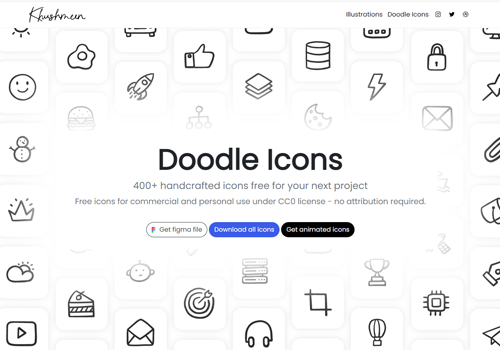 Khushmeen
Illustrations Doodle Icons
Doodle Icons
400+ handcrafted icons free for your next project
Free icons for commercial and personal use under CC0 license - no attribution required.
Get figma file Download all icons Get animated icons